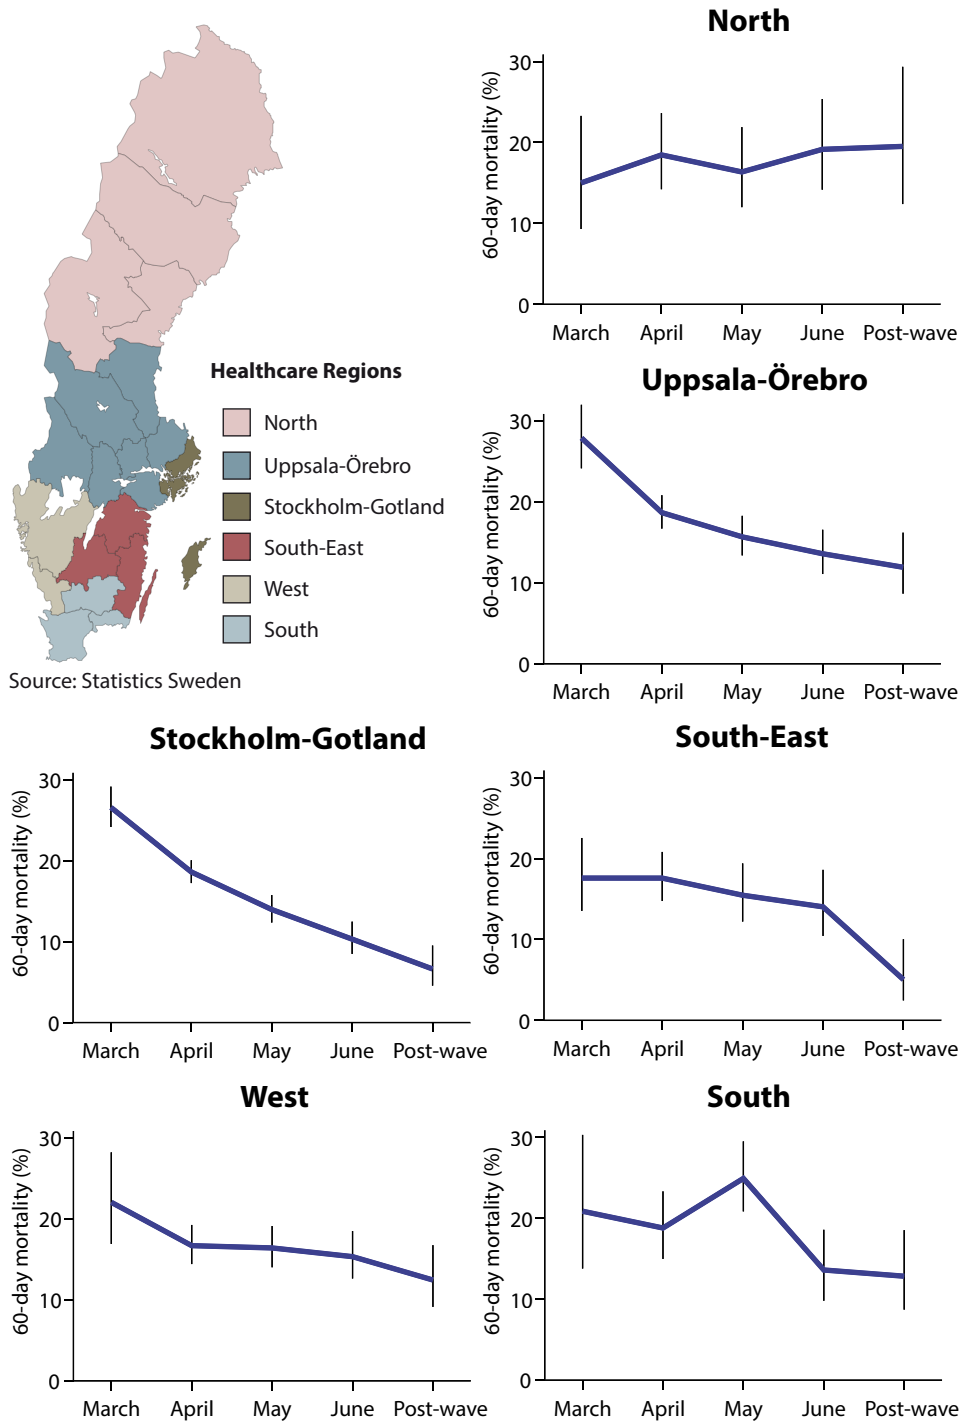 North
60-day mortality (%)
30
20
10
0
March April May June Post-wave
Healthcare Regions
North
Uppsala-Örebro
Stockholm-Gotland
South-East
West
South
Source: Statistics Sweden
Uppsala-Örebro
60-day mortality (%)
30
20
10
0
March April May June Post-wave
Stockholm-Gotland
60-day mortality (%)
30
20
10
0
March April May June Post-wave
South-East
60-day mortality (%)
30
20
10
0
March April May June Post-wave
West
60-day mortality (%)
30
20
10
0
March April May June Post-wave
South
60-day mortality (%)
30
20
10
0
March April May June Post-wave